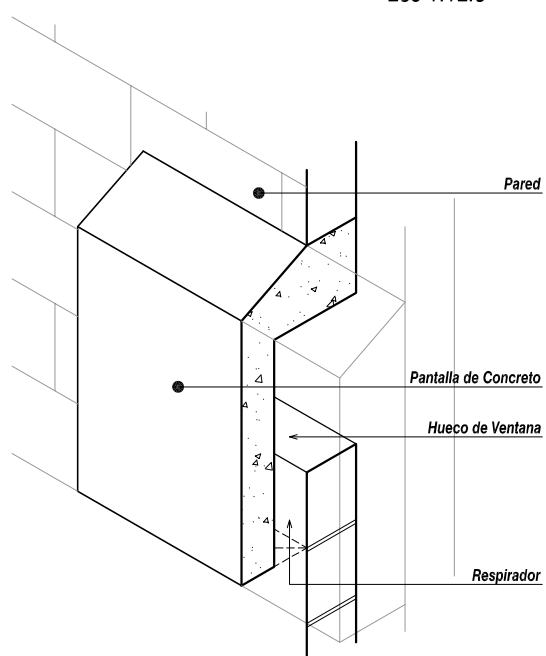 Pared
Pantalla de Concreto
Hueco de Ventana
Respirador